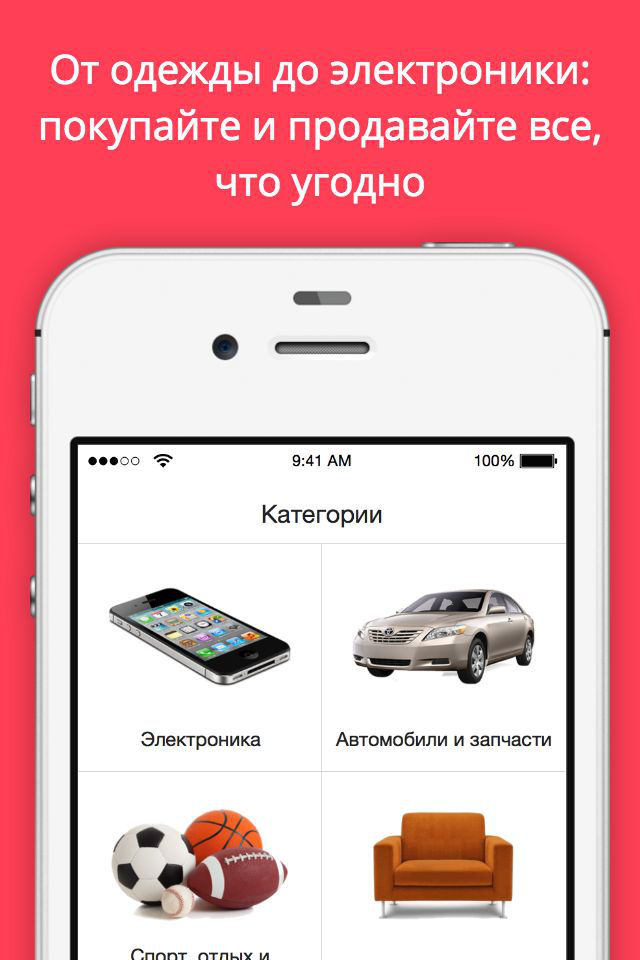 От одежды до электроники:
покупайте и продавайте все,
что угодно
9:41 AM 100%
Категории
Электроника
Автомобили и запчасти
Спорт, отдых и